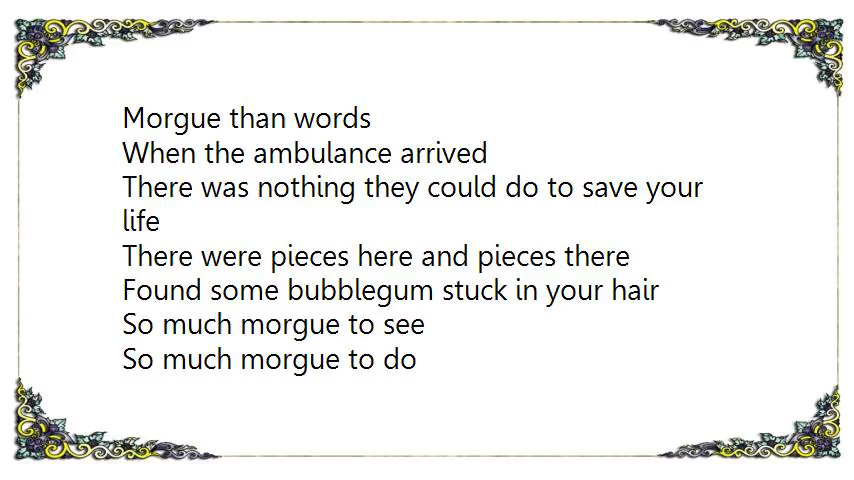 Morgue than words
When the ambulance arrived
There was nothing they could do to save your
life
There were pieces here and pieces there
Found some bubblegum stuck in your hair
So much morgue to see
So much morgue to do